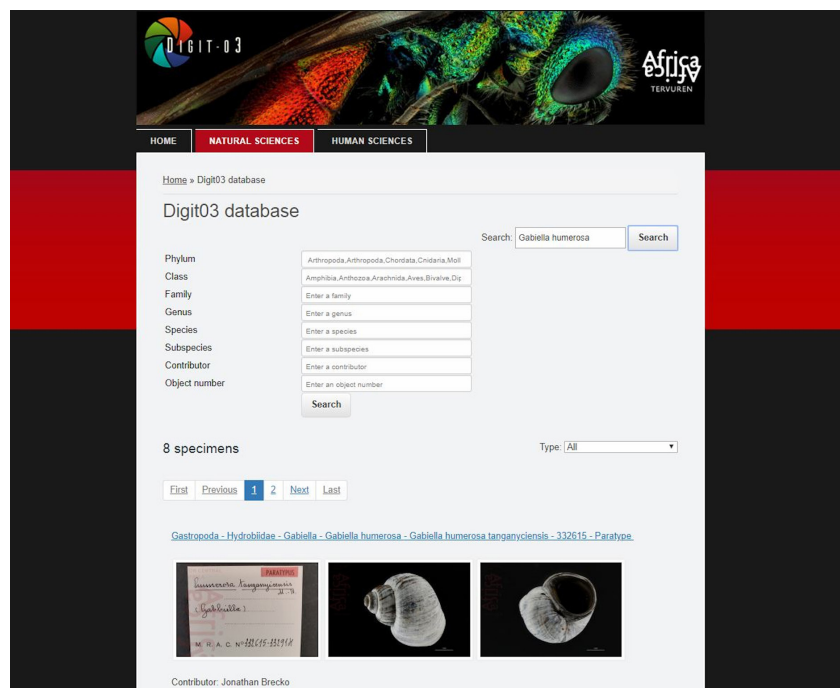 DIGIT-03
Africa
TERVUREN
HOME NATURAL SCIENCES HUMAN SCIENCES
Home » Digit03 database
Digit03 database
Search: Gabiella humerosa Search
Phylum Arthropoda,Arthropoda,Chordata,Cnidaria,Moll
Class Amphibia,Anthozoa,Arachnida,Aves,Bivalve,Dip
Family Enter a family
Genus Enter a genus
Species Enter a species
Subspecies Enter a subspecies
Contributor Enter a contributor
Object number Enter an object number
Search
8 specimens Type: All
First Previous 1 2 Next Last
Gastropoda - Hydrobiidae - Gabiella - Gabiella humerosa - Gabiella humerosa tanganyciensis - 332615 - Paratype
PARATYPUS
humerosa
M. R. A. C. N°
Contributor: Jonathan Brecko